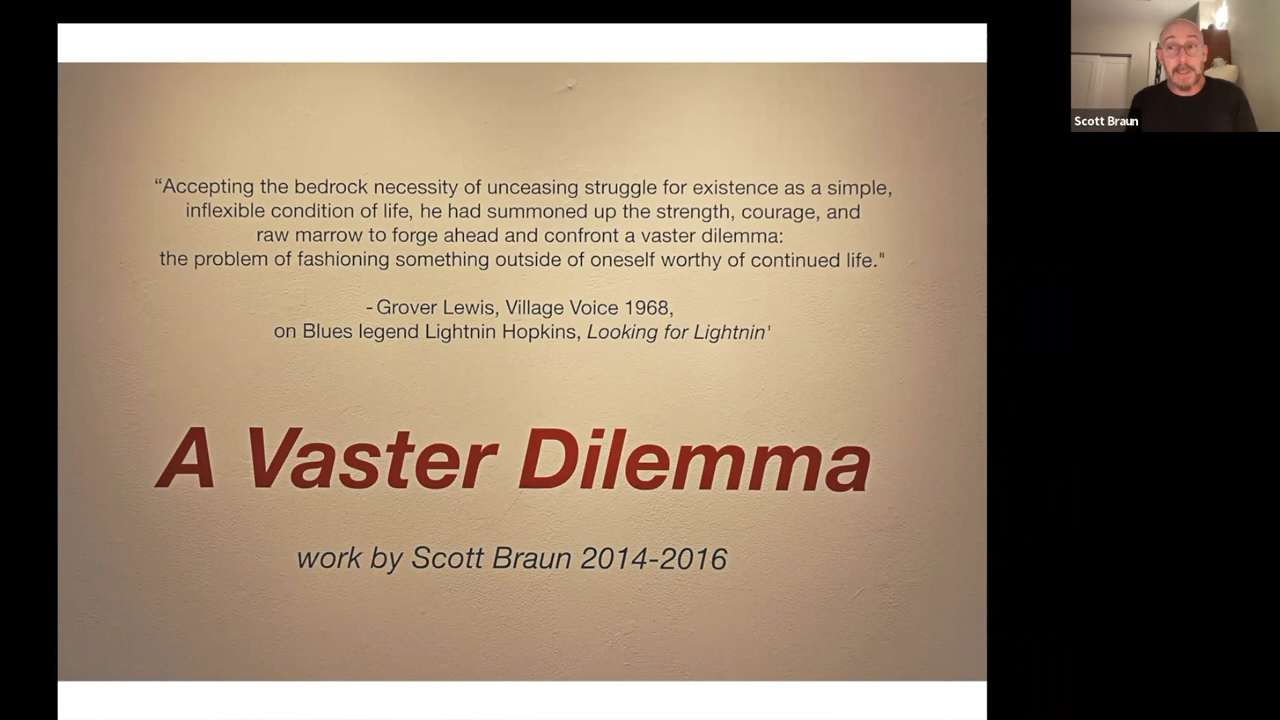 “Accepting the bedrock necessity of unceasing struggle for existence as a simple,
inflexible condition of life, he had summoned up the strength, courage, and
raw marrow to forge ahead and confront a vaster dilemma:
the problem of fashioning something outside of oneself worthy of continued life."
- Grover Lewis, Village Voice 1968,
on Blues legend Lightnin Hopkins, Looking for Lightnin'
A Vaster Dilemma
work by Scott Braun 2014-2016
Scott Braun